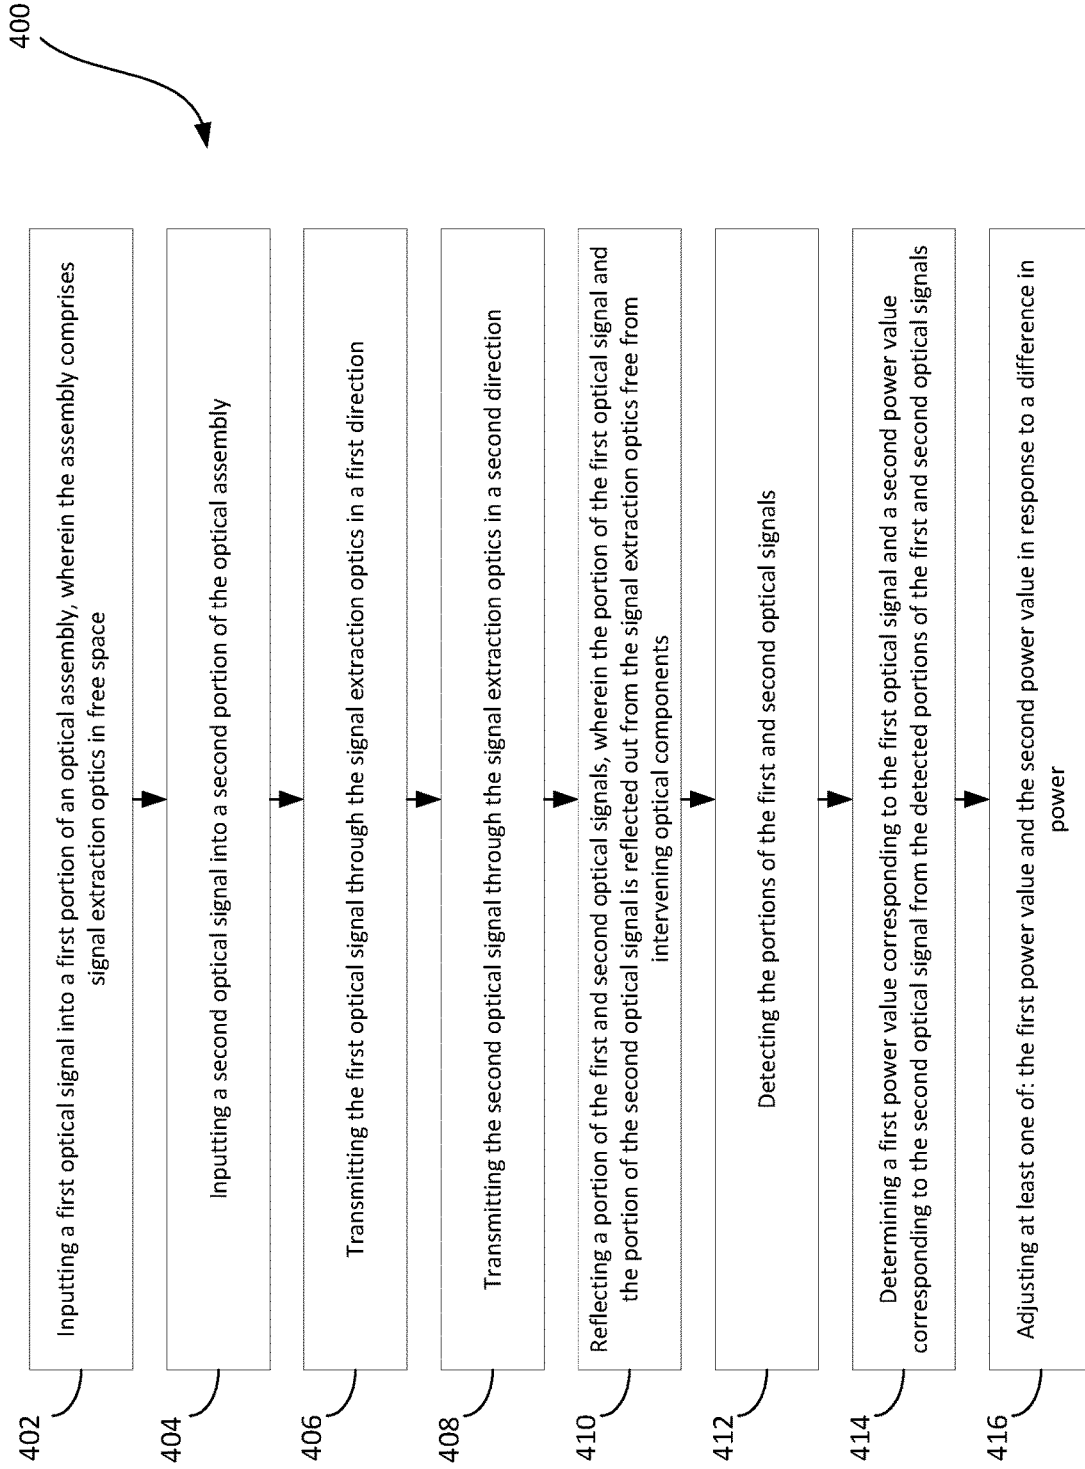 400
402
Inputting a first optical signal into a first portion of an optical assembly, wherein the assembly comprises
signal extraction optics in free space
404
Inputting a second optical signal into a second portion of the optical assembly
406
Transmitting the first optical signal through the signal extraction optics in a first direction
408
Transmitting the second optical signal through the signal extraction optics in a second direction
410
Reflecting a portion of the first and second optical signals, wherein the portion of the first optical signal and
the portion of the second optical signal is reflected out from the signal extraction optics free from
intervening optical components
412
Detecting the portions of the first and second optical signals
414
Determining a first power value corresponding to the first optical signal and a second power value
corresponding to the second optical signal from the detected portions of the first and second optical signals
416
Adjusting at least one of: the first power value and the second power value in response to a difference in
power